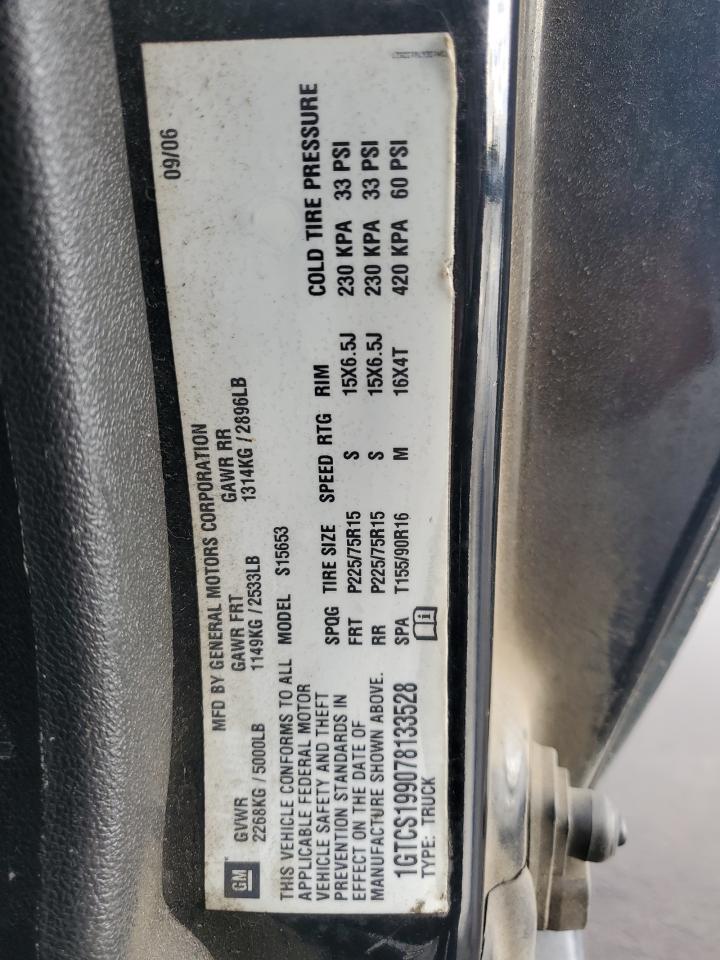 09/06
MFD BY GENERAL MOTORS CORPORATION
GVWR GAWR FRT GAWR RR
2268KG / 5000LB 1149KG / 2533LB 1314KG / 2896LB
GM
THIS VEHICLE CONFORMS TO ALL
APPLICABLE FEDERAL MOTOR
VEHICLE SAFETY AND THEFT
PREVENTION STANDARDS IN
EFFECT ON THE DATE OF
MANUFACTURE SHOWN ABOVE.
1GTCS199078133528
TYPE: TRUCK
MODEL S15653
SPQG TIRE SIZE SPEED RTG RIM COLD TIRE PRESSURE
FRT P225/75R15 S 15X6.5J 230 KPA 33 PSI
RR P225/75R15 S 15X6.5J 230 KPA 33 PSI
SPA T155/90R16 M 16X4T 420 KPA 60 PSI